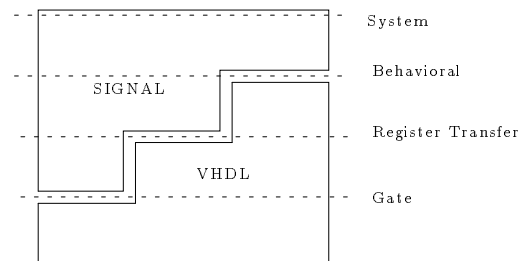 System
Behavioral
SIGNAL
Register Transfer
VHDL
Gate